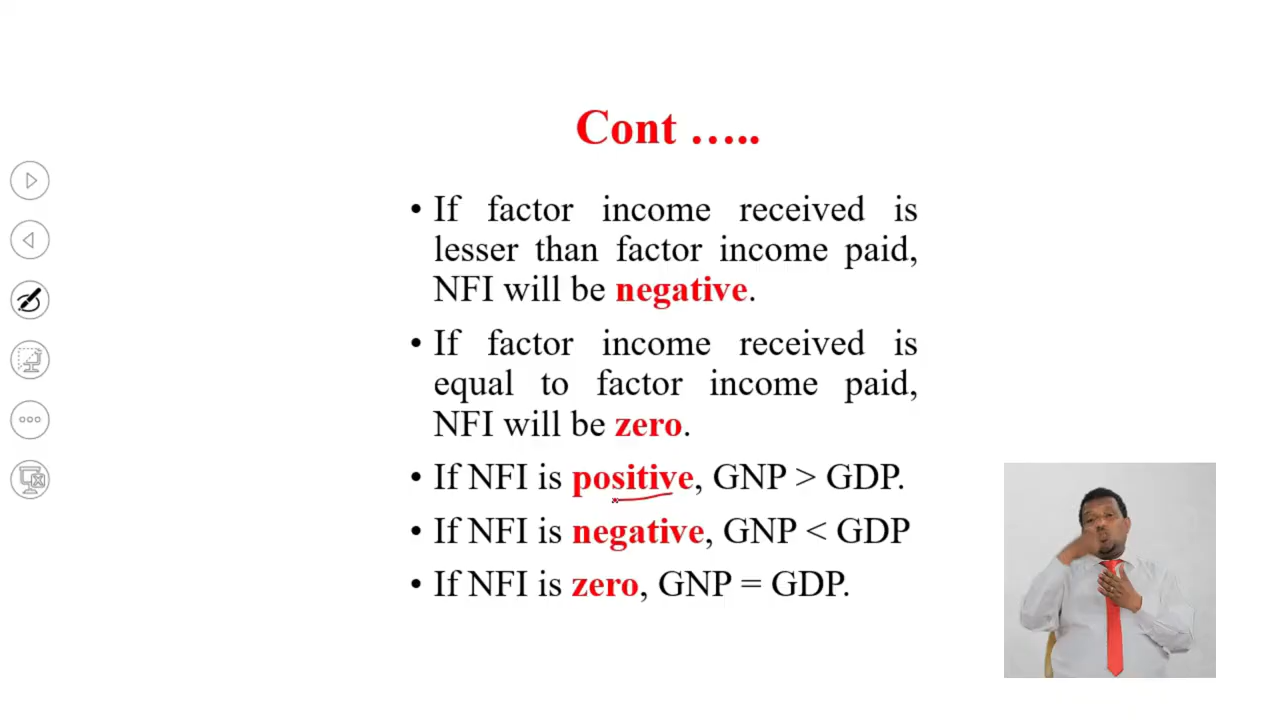 Cont …..
• If factor income received is
lesser than factor income paid,
NFI will be negative.
• If factor income received is
equal to factor income paid,
NFI will be zero.
• If NFI is positive, GNP > GDP.
• If NFI is negative, GNP < GDP
• If NFI is zero, GNP = GDP.